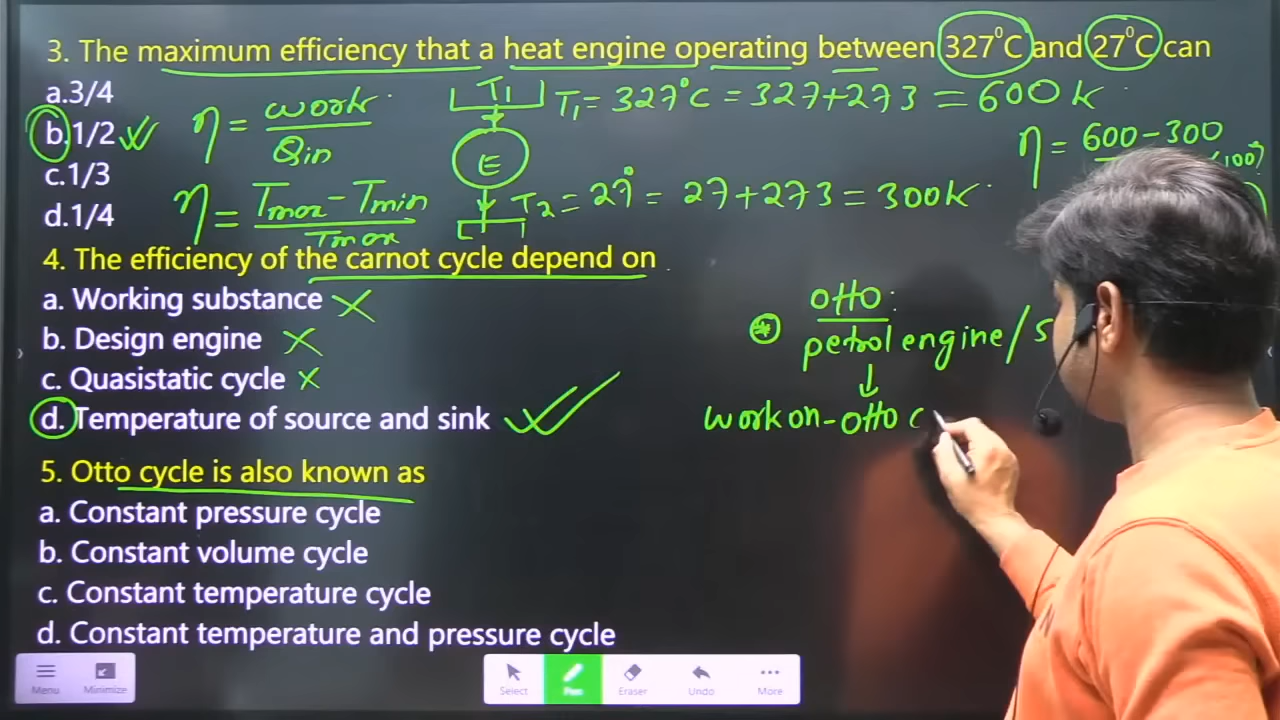 3. The maximum efficiency that a heat engine operating between 327⁰C and 27⁰C can
a.3/4
b.1/2
c.1/3
d.1/4
η = work / Qin
η = Tmax - Tmin / Tmax
T1
E
T1 = 327°C = 327+273 = 600 K
T2 = 27° = 27+273 = 300K
η = 600-300
(100?
4. The efficiency of the carnot cycle depend on
a. Working substance
b. Design engine
c. Quasistatic cycle
d. Temperature of source and sink
5. Otto cycle is also known as
a. Constant pressure cycle
b. Constant volume cycle
c. Constant temperature cycle
d. Constant temperature and pressure cycle
Otto:
petrol engine/S
work on - Otto c
Menu
Minimize
Select
Pen
Eraser
Undo
More